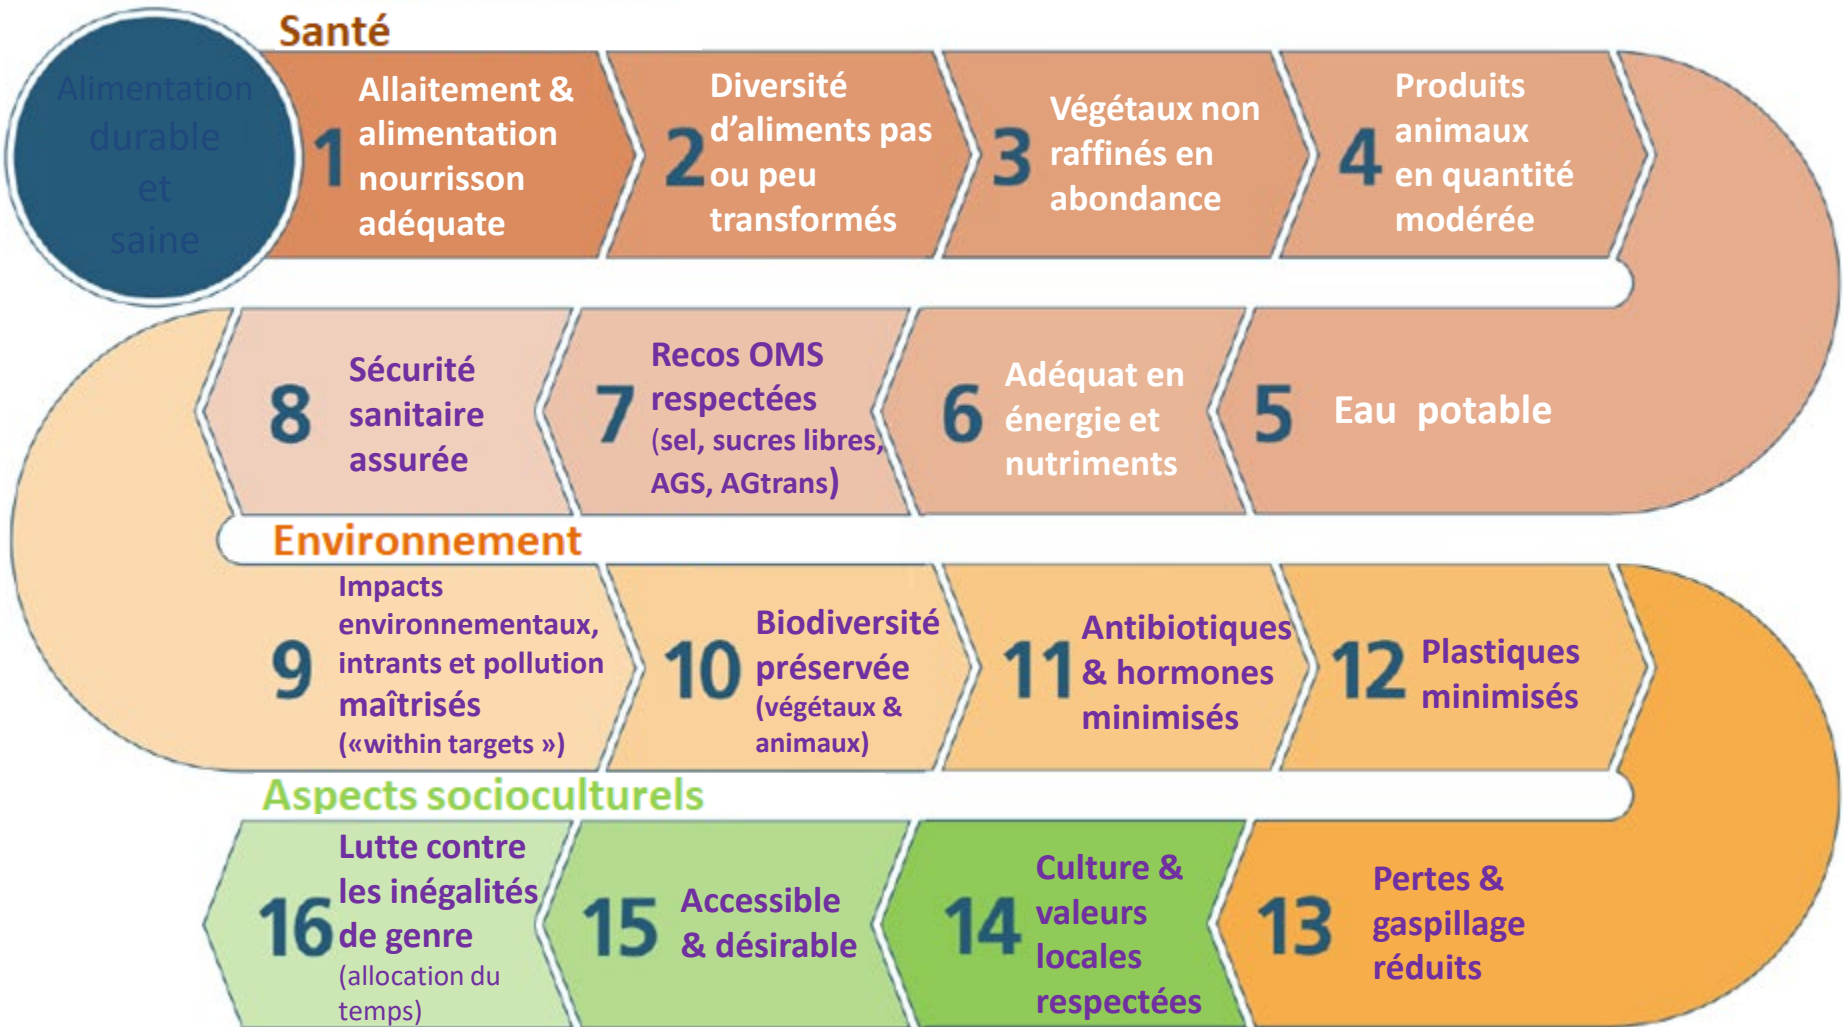 Santé
Alimentation
durable
et
saine
1
Allaitement &
alimentation
nourrisson
adéquate
2
Diversité
d’aliments pas
ou peu
transformés
3
Végétaux non
raffinés en
abondance
4
Produits
animaux
en quantité
modérée
5
Eau potable
6
Adéquat en
énergie et
nutriments
7
Recos OMS
respectées
(sel, sucres libres,
AGS, AGtrans)
8
Sécurité
sanitaire
assurée
Environnement
9
Impacts
environnementaux,
intrants et pollution
maîtrisés
(«within targets »)
10
Biodiversité
préservée
(végétaux &
animaux)
11
Antibiotiques
& hormones
minimisés
12
Plastiques
minimisés
13
Pertes &
gaspillage
réduits
Aspects socioculturels
14
Culture &
valeurs
locales
respectées
15
Accessible
& désirable
16
Lutte contre
les inégalités
de genre
(allocation du
temps)